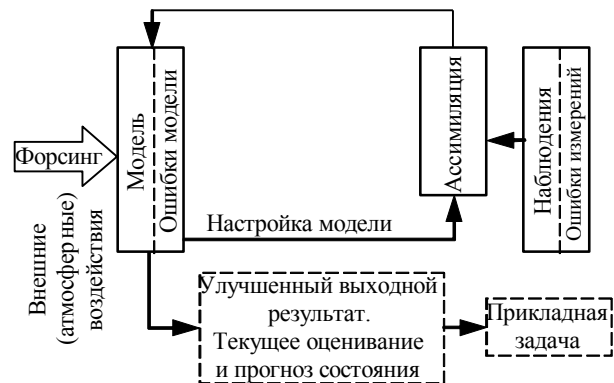 Форсинг
Модель
Ошибки модели
Ассимиляция
Наблюдения
Ошибки измерений
Настройка модели
Внешние
(атмосферные)
воздействия
Улучшенный выходной
результат.
Текущее оценивание
и прогноз состояния
Прикладная
задача